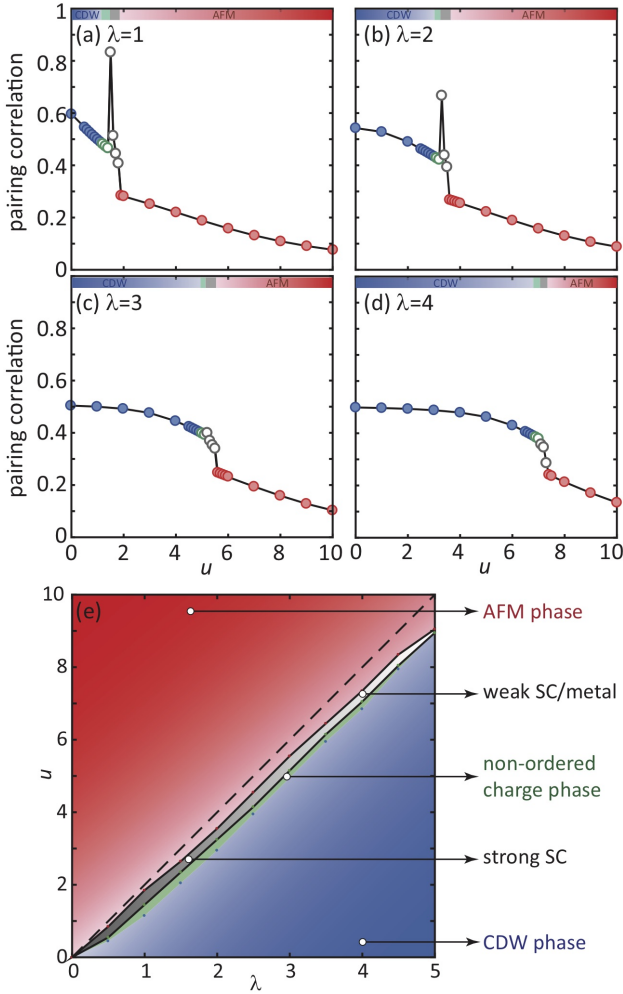 CDW AFM CDW AFM
(a) λ=1 (b) λ=2
1
0.8
0.6
0.4
0.2
0
pairing correlation
CDW AFM CDW AFM
(c) λ=3 (d) λ=4
0.8
0.6
0.4
0.2
0
pairing correlation
0 2 4 6 8 10 0 2 4 6 8 10
u u
(e)
10
8
6
4
2
0
u
0 1 2 3 4 5
λ
AFM phase
weak SC/metal
non-ordered
charge phase
strong SC
CDW phase